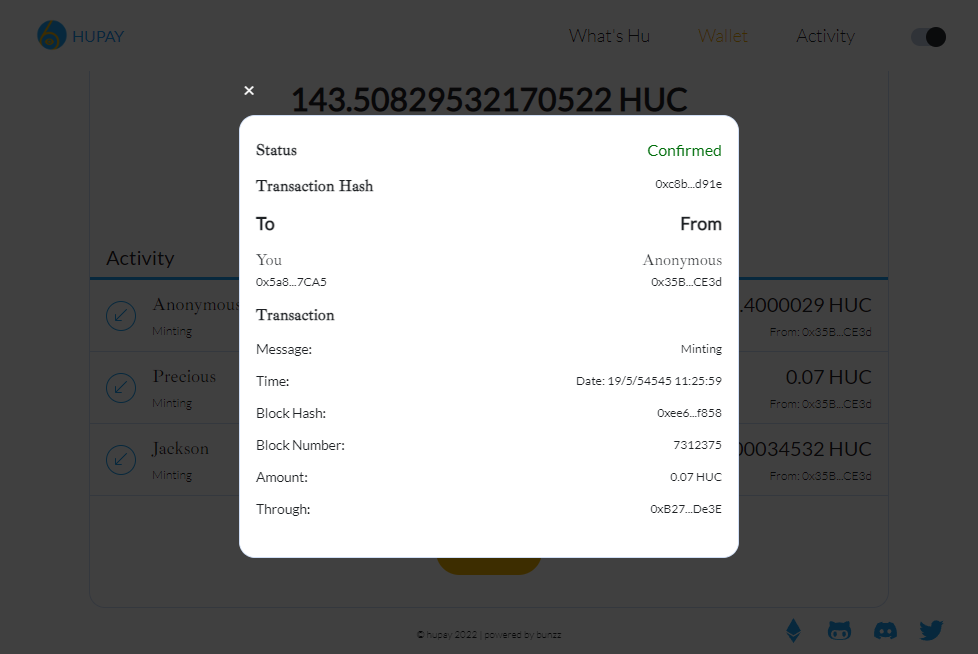 HUPAY
What's Hu
Wallet
Activity
143.50829532170522 HUC
Status
Confirmed
Transaction Hash
0xc8b...d91e
To
From
You
Anonymous
0x5a8...7CA5
0x35B...CE3d
Transaction
Message:
Minting
Time:
Date: 19/5/54545 11:25:59
Block Hash:
0xee6...f858
Block Number:
7312375
Amount:
0.07 HUC
Through:
0xB27...De3E
Activity
Anonymous
.4000029 HUC
Minting
From: 0x35B...CE3d
Precious
0.07 HUC
Minting
From: 0x35B...CE3d
Jackson
00034532 HUC
Minting
From: 0x35B...CE3d
© hupay 2022 | powered by bunzz